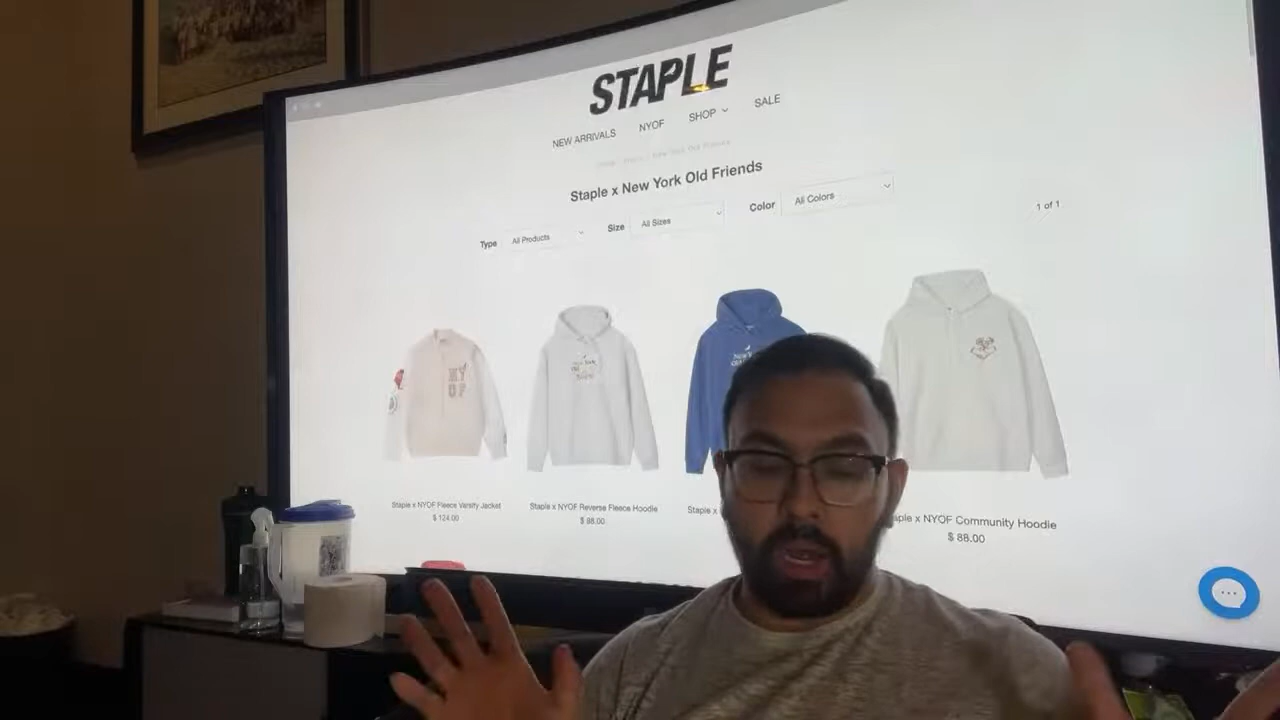 STAPLE
NEW ARRIVALS NYOF SHOP SALE
Staple x New York Old Friends
Type All Products Size All Sizes Color All Colors 1 of 1
Staple x NYOF Fleece Varsity Jacket
$ 124.00
Staple x NYOF Reverse Fleece Hoodie
$ 98.00
Staple x
x NYOF Community Hoodie
$ 88.00